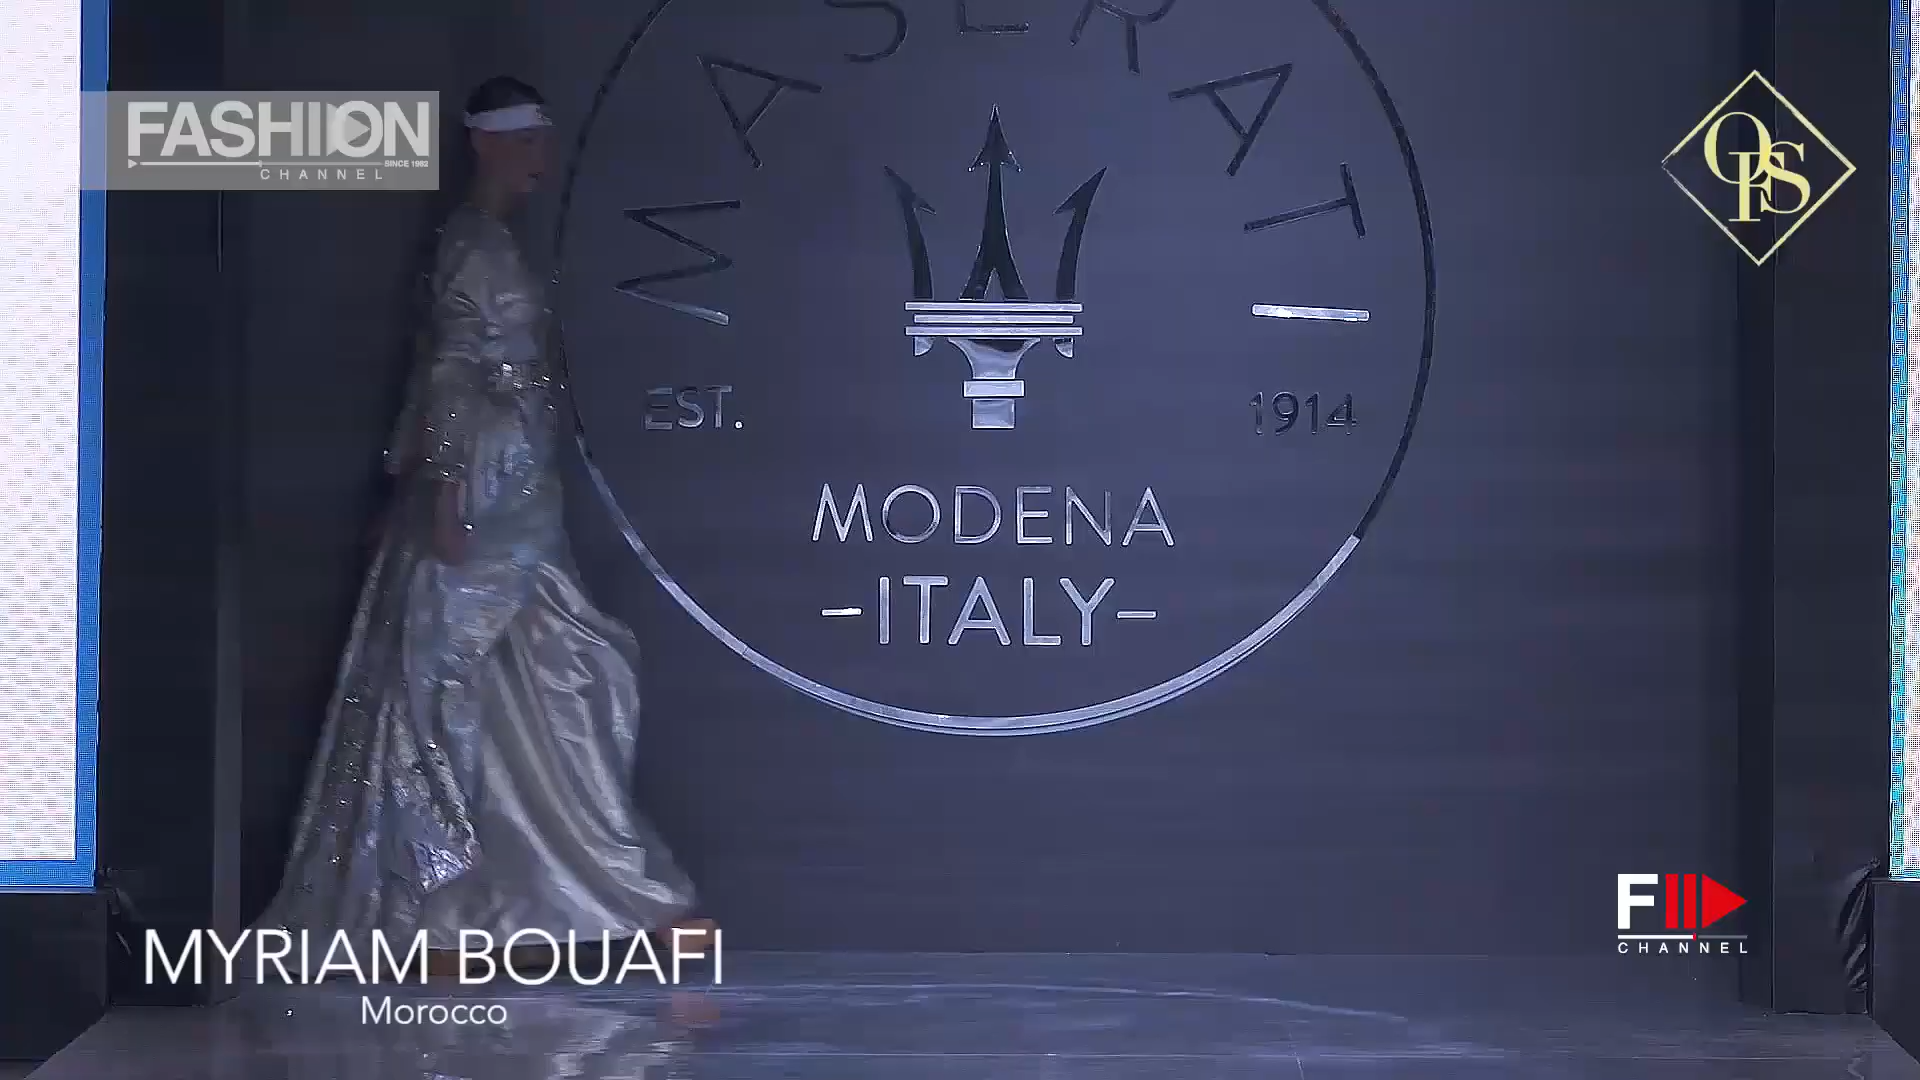 MASERATI
FASHION
SINCE 1982
CHANNEL
OFS
EST.
1914
MODENA
-ITALY-
F
CHANNEL
MYRIAM BOUAFI
Morocco